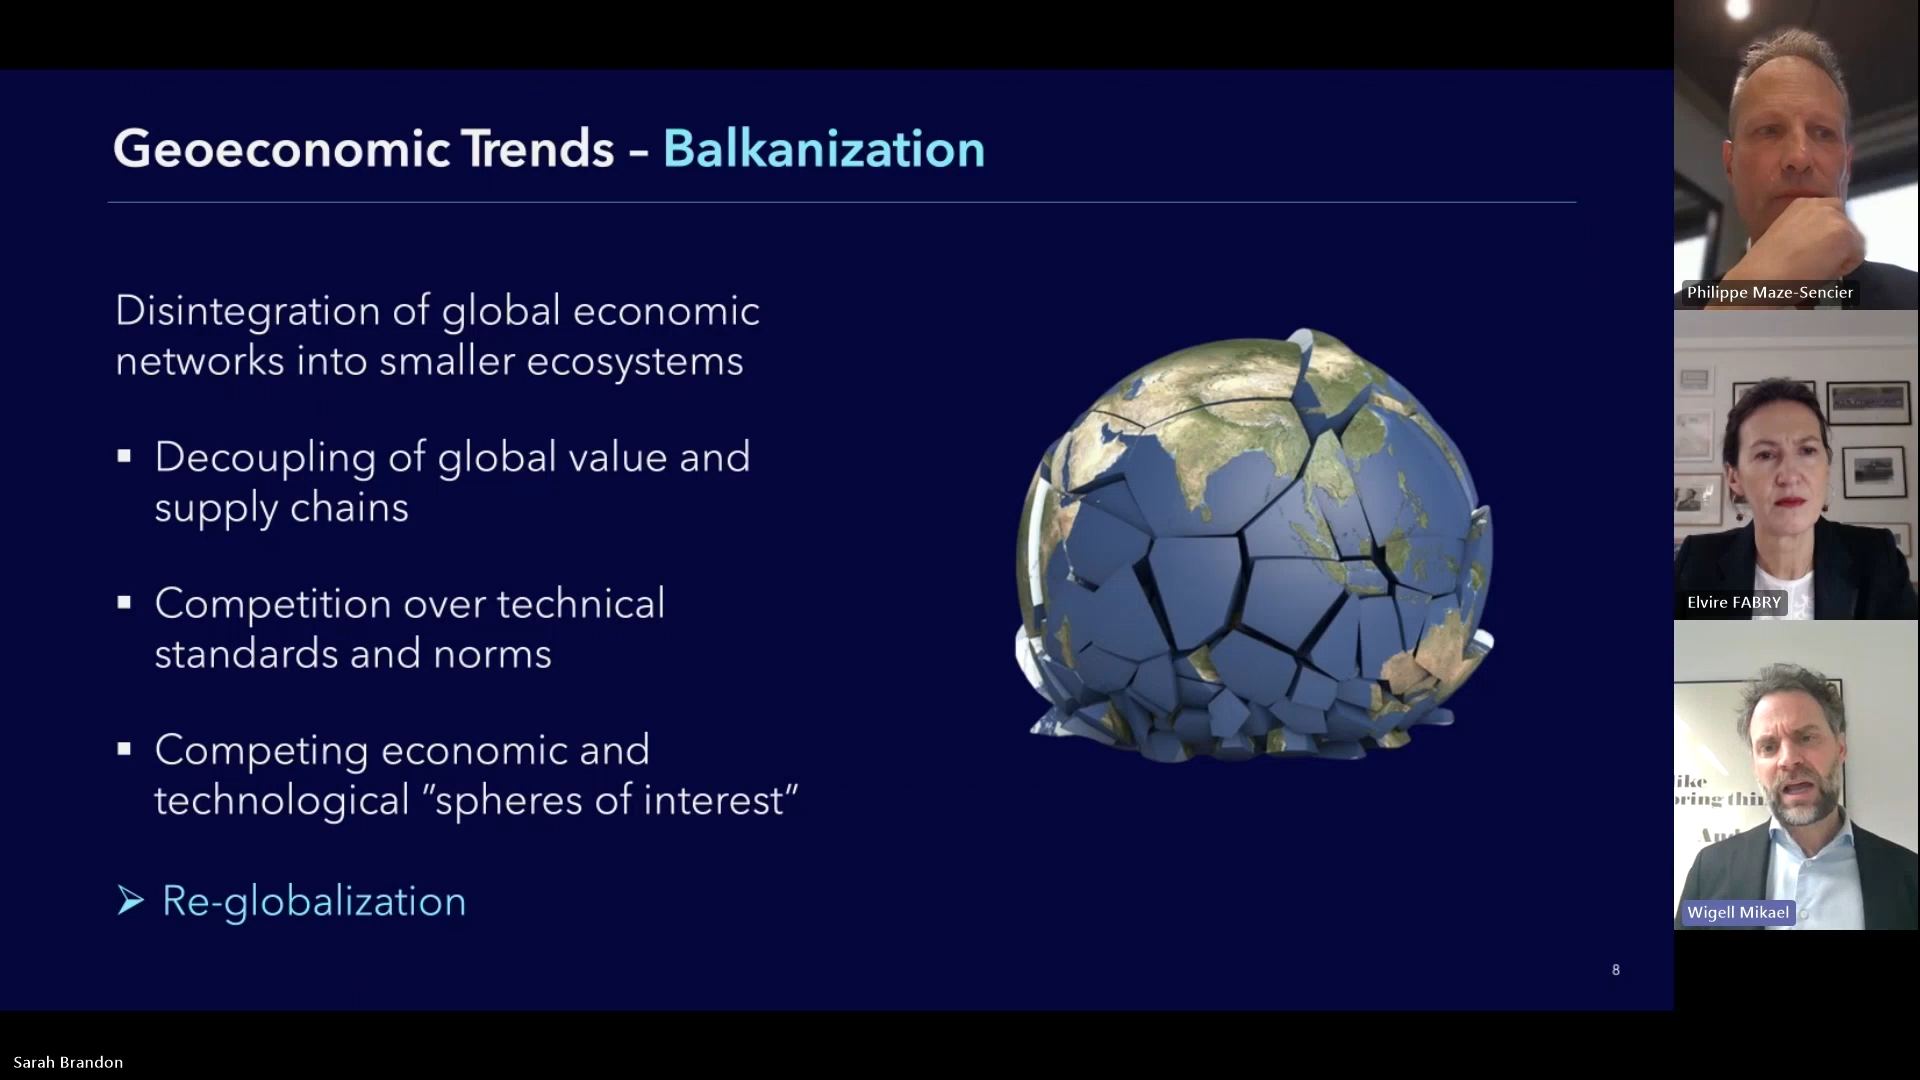 Geoeconomic Trends – Balkanization
Disintegration of global economic
networks into smaller ecosystems
▪ Decoupling of global value and
supply chains
▪ Competition over technical
standards and norms
▪ Competing economic and
technological ”spheres of interest”
➢ Re-globalization
8
Philippe Maze-Sencier
Elvire FABRY
Wigell Mikael
Sarah Brandon